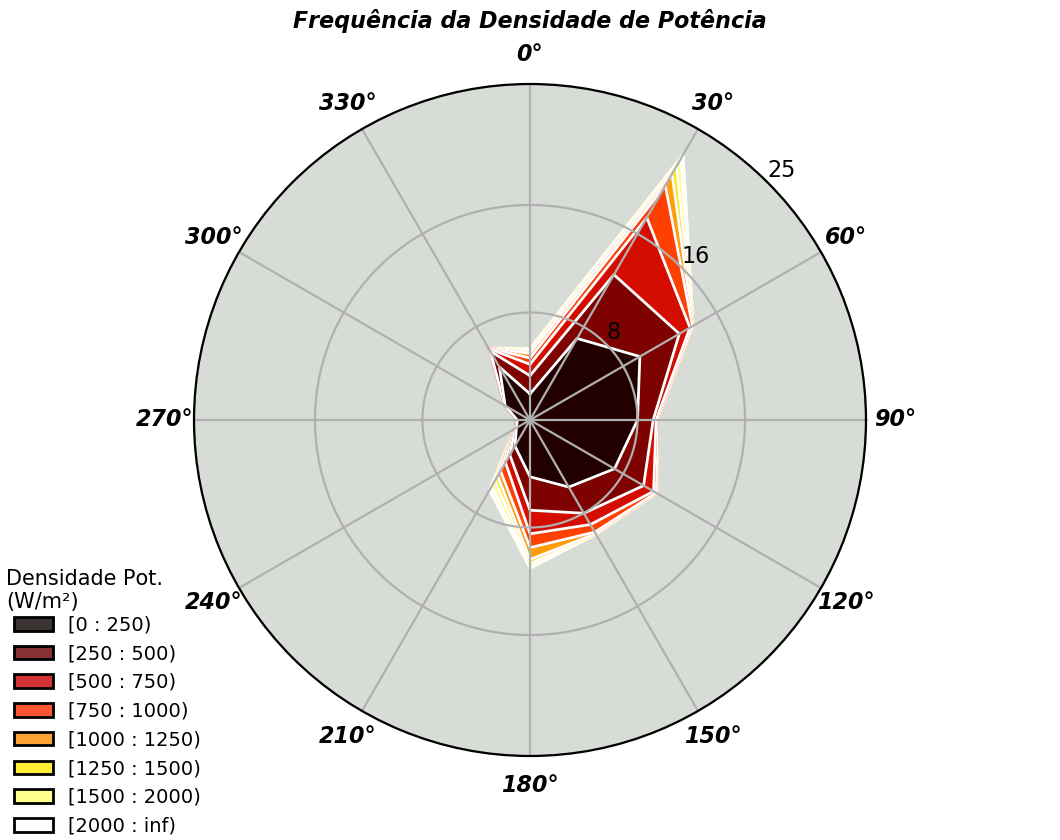 Frequência da Densidade de Potência
0°
330°
30°
25
300°
60°
16
8
270°
90°
240°
120°
210°
150°
180°
Densidade Pot.
(W/m²)
[0 : 250)
[250 : 500)
[500 : 750)
[750 : 1000)
[1000 : 1250)
[1250 : 1500)
[1500 : 2000)
[2000 : inf)